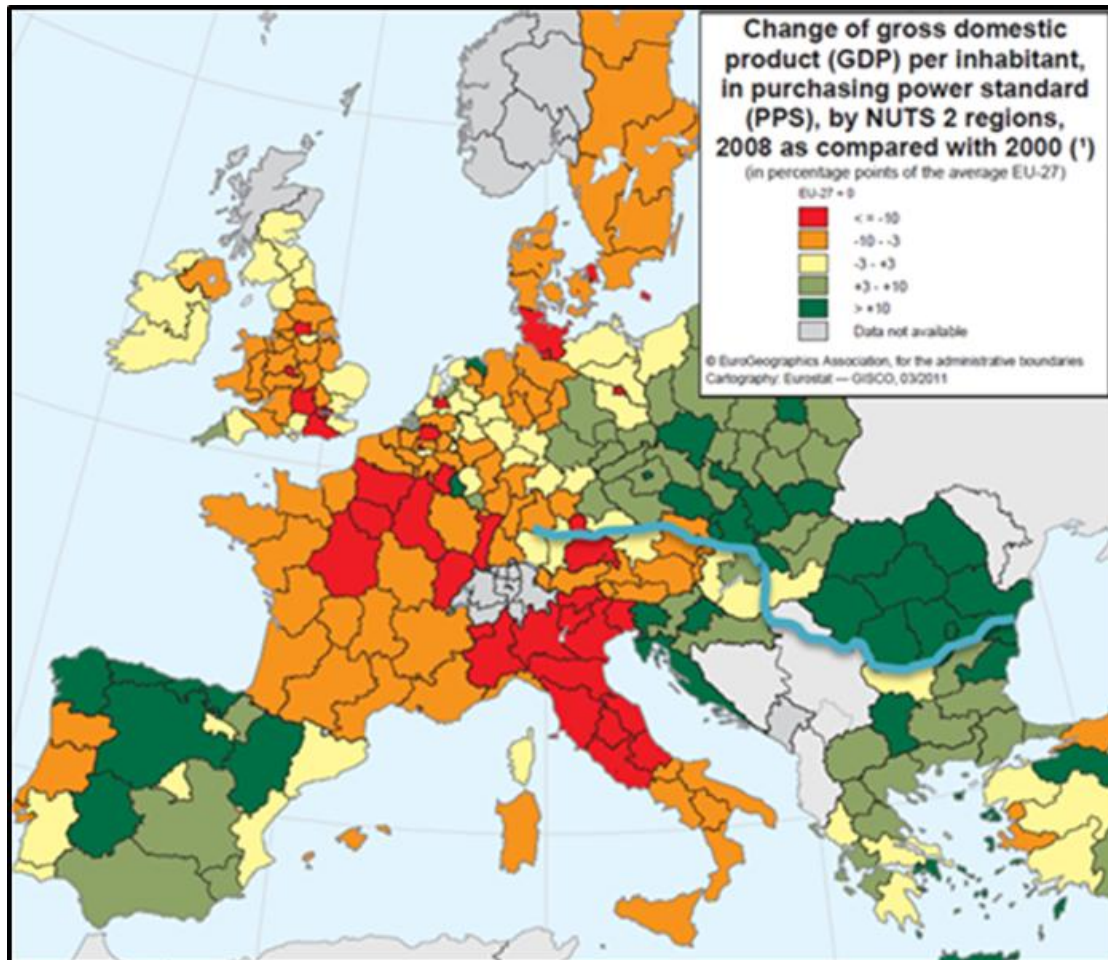 Change of gross domestic
product (GDP) per inhabitant,
in purchasing power standard
(PPS), by NUTS 2 regions,
2008 as compared with 2000 (¹)
(in percentage points of the average EU-27)
EU-27 = 0
< = -10
-10 - -3
-3 - +3
+3 - +10
> +10
Data not available
© EuroGeographics Association, for the administrative boundaries
Cartography: Eurostat — GISCO, 03/2011